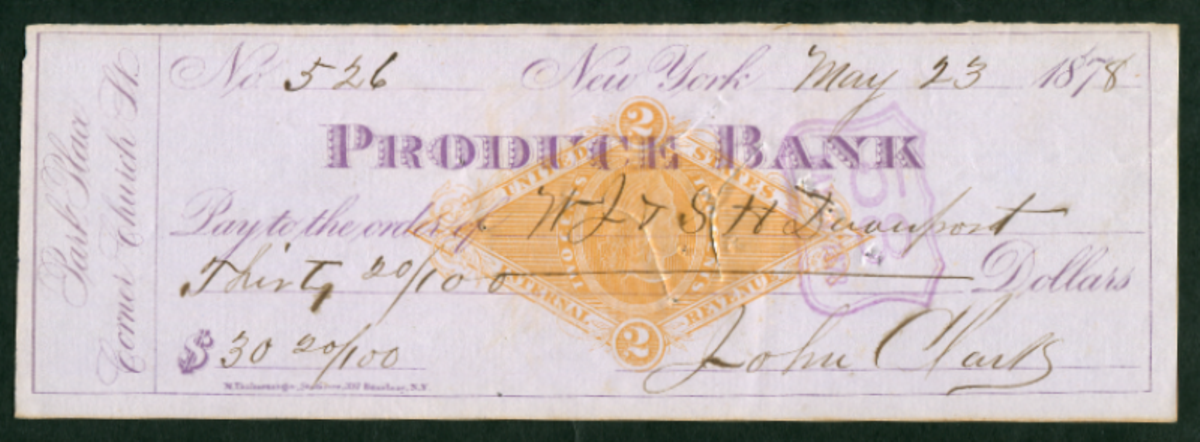 Park Place
Corner Church St.
No 526 New York May 23 1878
PRODUCE BANK
Pay to the order of W J & S H Davenport
Thirty 20/100 Dollars
$ 30 20/100 John Clark
2
UNITED STATES
INTERNAL REVENUE
2